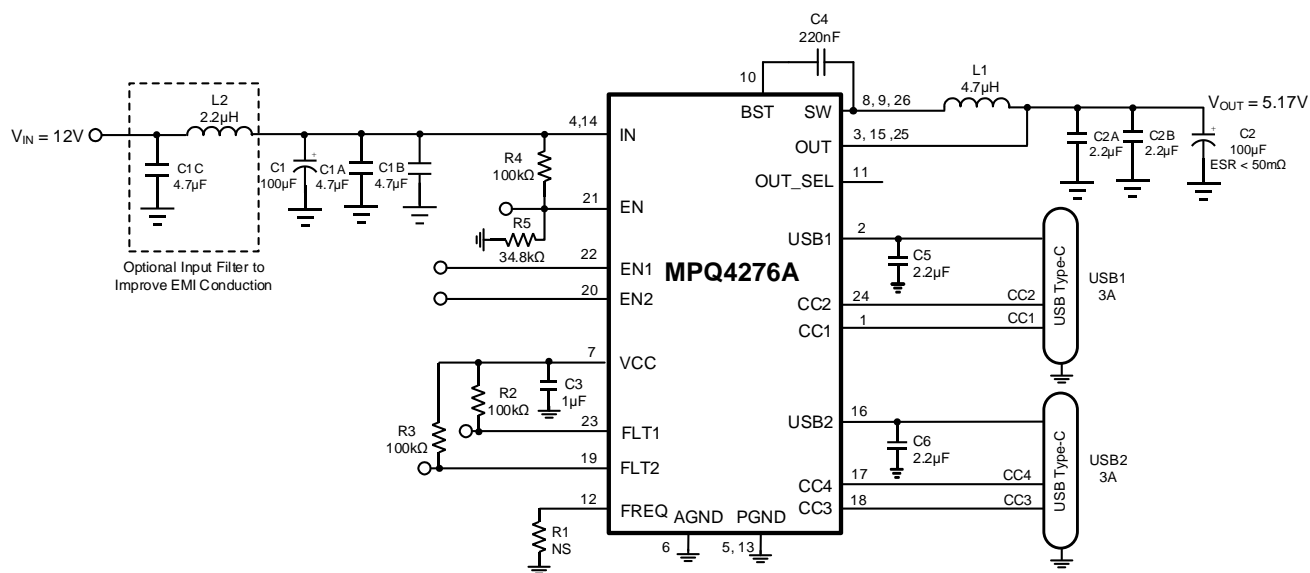 C4
220nF
10
BST
SW
8, 9, 26
L1
4.7µH
VOUT = 5.17V
L2
2.2µH
VIN = 12V
C1C
4.7µF
+
C1
100µF
C1A
4.7µF
C1B
4.7µF
4,14
IN
R4
100kΩ
OUT
3, 15 ,25
C2A
2.2µF
C2B
2.2µF
+
C2
100µF
ESR < 50mΩ
OUT_SEL
11
21
EN
R5
34.8kΩ
Optional Input Filter to
Improve EMI Conduction
22
EN1
20
EN2
MPQ4276A
USB1
2
C5
2.2µF
CC2
24
CC2
CC1
1
CC1
USB Type-C
USB1
3A
7
VCC
C3
1µF
R2
100kΩ
R3
100kΩ
23
FLT1
19
FLT2
USB2
16
C6
2.2µF
CC4
17
CC4
CC3
18
CC3
USB Type-C
USB2
3A
12
FREQ
R1
NS
AGND
PGND
6
5, 13